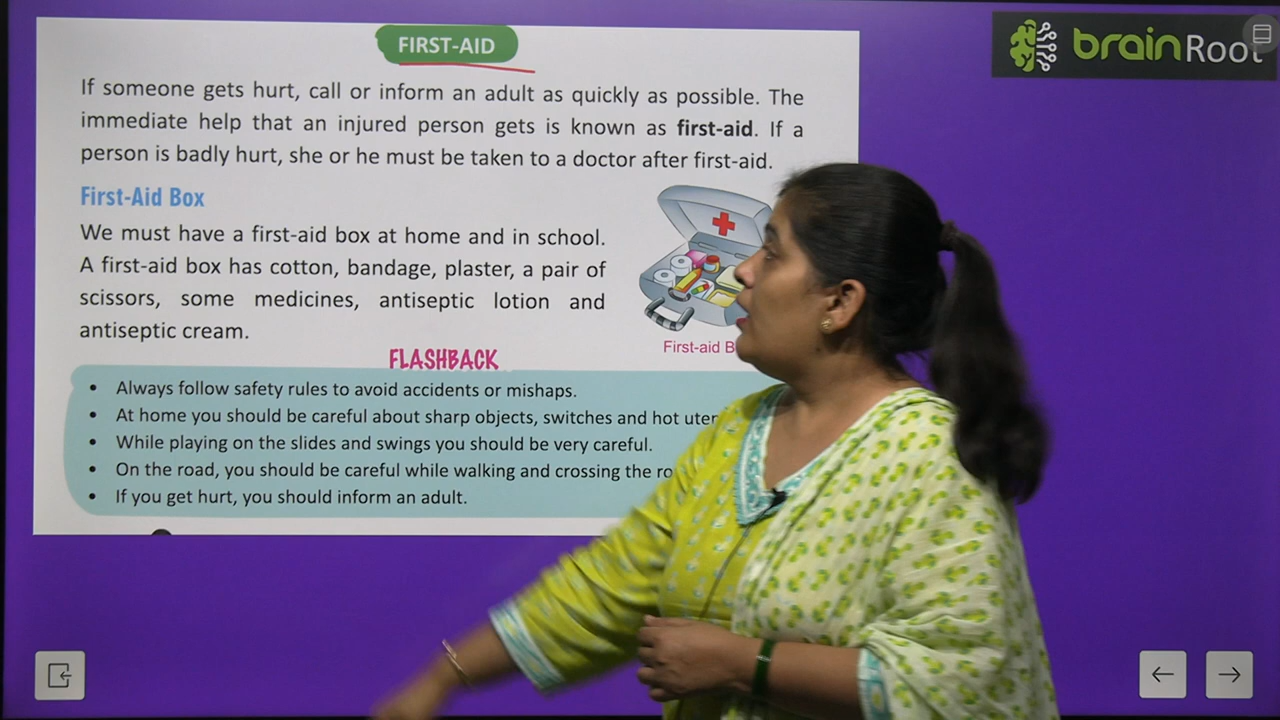 FIRST-AID
brainRoot
If someone gets hurt, call or inform an adult as quickly as possible. The
immediate help that an injured person gets is known as first-aid. If a
person is badly hurt, she or he must be taken to a doctor after first-aid.
First-Aid Box
We must have a first-aid box at home and in school.
A first-aid box has cotton, bandage, plaster, a pair of
scissors, some medicines, antiseptic lotion and
antiseptic cream.
First-aid
FLASHBACK
• Always follow safety rules to avoid accidents or mishaps.
• At home you should be careful about sharp objects, switches and hot
• While playing on the slides and swings you should be very careful.
• On the road, you should be careful while walking and crossing the
• If you get hurt, you should inform an adult.